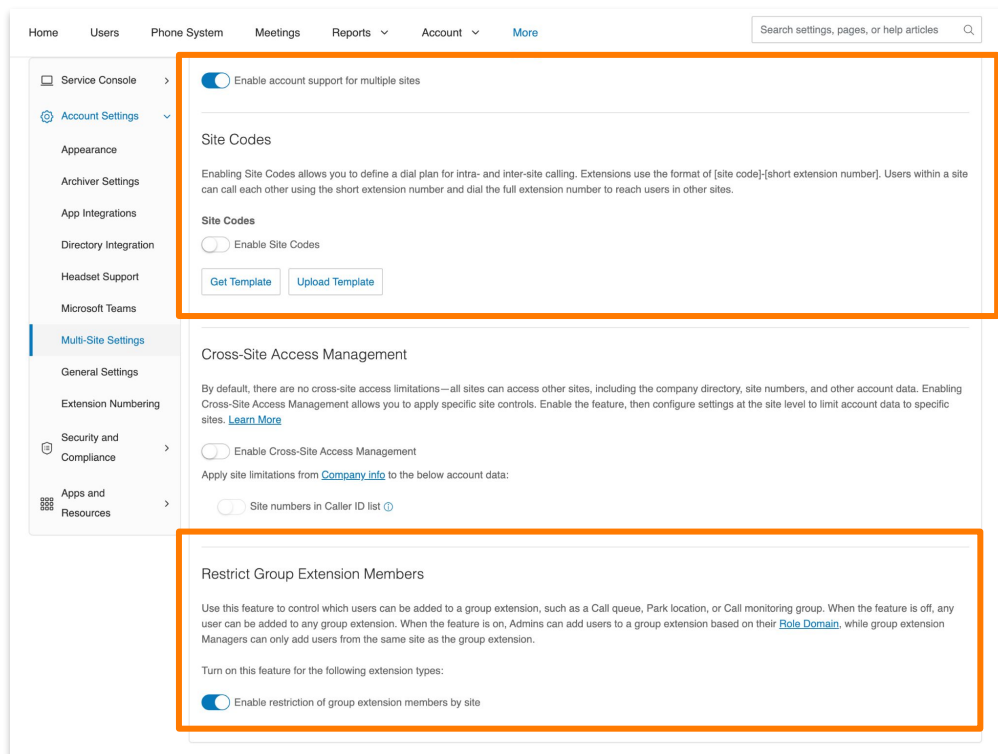 Home Users Phone System Meetings Reports Account More Search settings, pages, or help articles
Service Console
Account Settings
Appearance
Archiver Settings
App Integrations
Directory Integration
Headset Support
Microsoft Teams
Multi-Site Settings
General Settings
Extension Numbering
Security and
Compliance
Apps and
Resources
Enable account support for multiple sites
Site Codes
Enabling Site Codes allows you to define a dial plan for intra- and inter-site calling. Extensions use the format of [site code]-[short extension number]. Users within a site
can call each other using the short extension number and dial the full extension number to reach users in other sites.
Site Codes
Enable Site Codes
Get Template Upload Template
Cross-Site Access Management
By default, there are no cross-site access limitations—all sites can access other sites, including the company directory, site numbers, and other account data. Enabling
Cross-Site Access Management allows you to apply specific site controls. Enable the feature, then configure settings at the site level to limit account data to specific
sites. Learn More
Enable Cross-Site Access Management
Apply site limitations from Company info to the below account data:
Site numbers in Caller ID list
Restrict Group Extension Members
Use this feature to control which users can be added to a group extension, such as a Call queue, Park location, or Call monitoring group. When the feature is off, any
user can be added to any group extension. When the feature is on, Admins can add users to a group extension based on their Role Domain, while group extension
Managers can only add users from the same site as the group extension.
Turn on this feature for the following extension types:
Enable restriction of group extension members by site